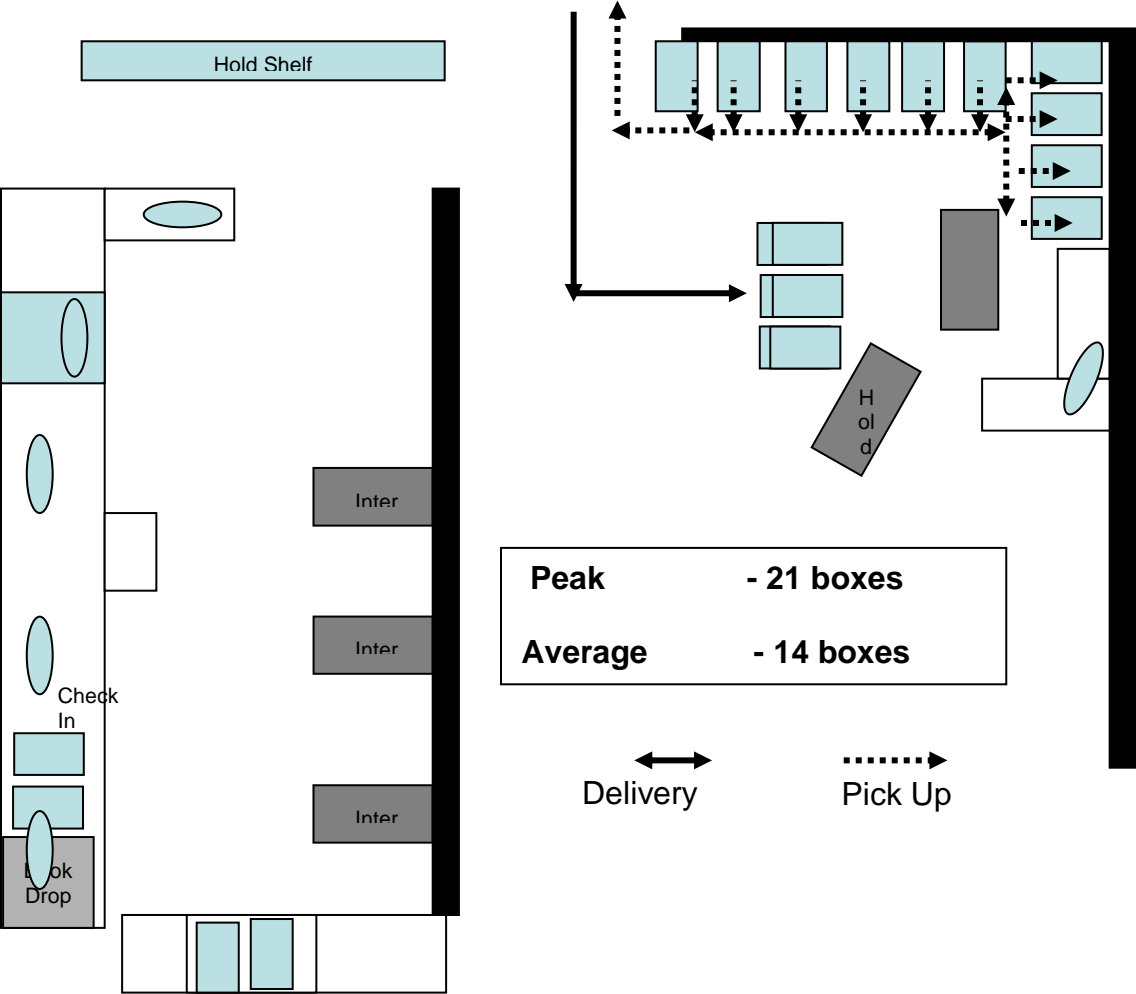 Hold Shelf
H
ol
d
Inter
Inter
Inter
Peak - 21 boxes
Average - 14 boxes
Check
In
Delivery
Pick Up
Drop